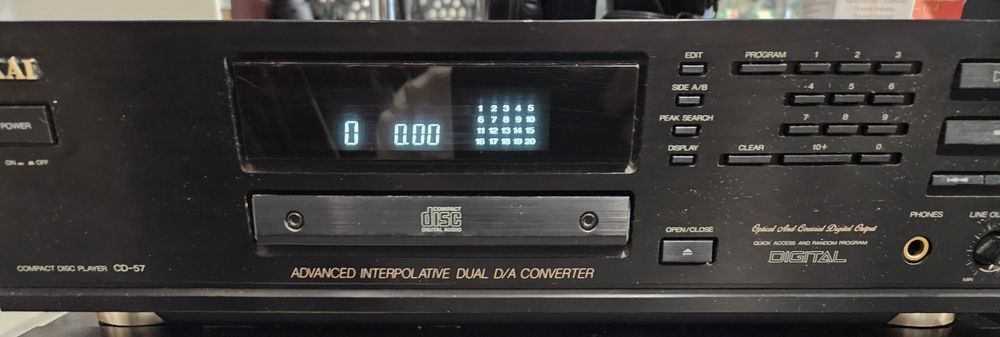 KAI
POWER
ON OFF
0 0.00
1 2 3 4 5
6 7 8 9 10
11 12 13 14 15
16 17 18 19 20
COMPACT
disc
DIGITAL AUDIO
COMPACT DISC PLAYER CD-57
ADVANCED INTERPOLATIVE DUAL D/A CONVERTER
EDIT
SIDE A/B
PEAK SEARCH
DISPLAY
PROGRAM 1 2 3
4 5 6
7 8 9
CLEAR 10+ 0
OPEN/CLOSE
Optical And Coaxial Digital Output
QUICK ACCESS AND RANDOM PROGRAM
DIGITAL
PHONES
LINE OU
MIN